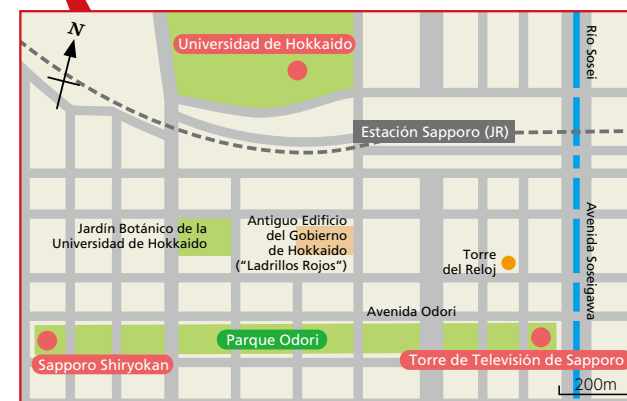 N
Universidad de Hokkaido
Río Sosei
Estación Sapporo (JR)
Jardín Botánico de la
Universidad de Hokkaido
Antiguo Edificio
del Gobierno
de Hokkaido
("Ladrillos Rojos")
Torre
del Reloj
Avenida Soseigawa
Avenida Odori
Parque Odori
Sapporo Shiryokan
Torre de Televisión de Sapporo
200m